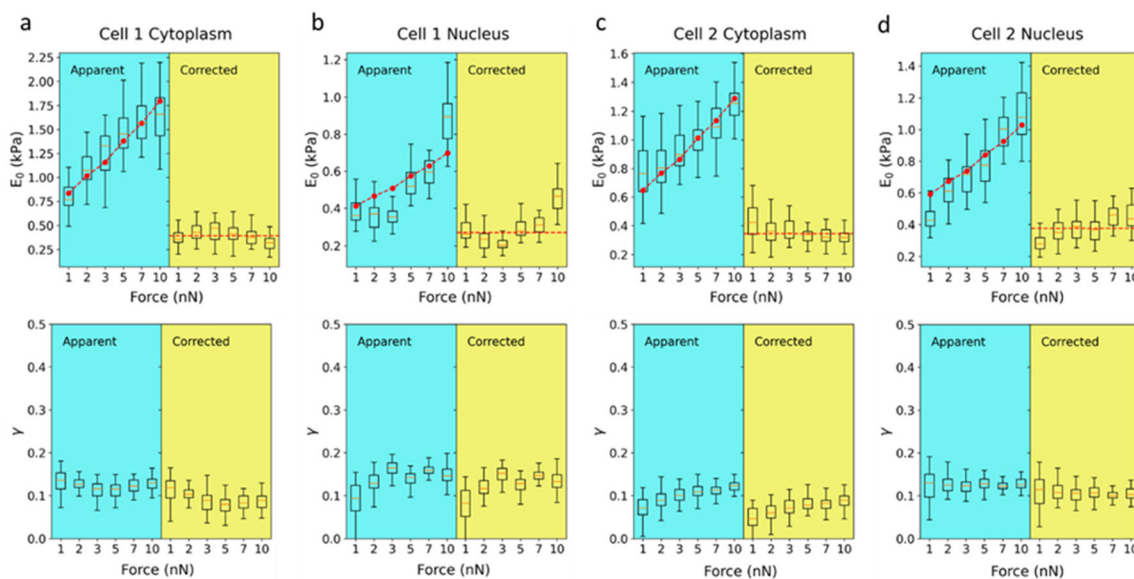 a
Cell 1 Cytoplasm
E0 (kPa)
2.25
2.00
1.75
1.50
1.25
1.00
0.75
0.50
0.25
Apparent
Corrected
1 2 3 5 7 10 1 2 3 5 7 10
Force (nN)
b
Cell 1 Nucleus
E0 (kPa)
1.2
1.0
0.8
0.6
0.4
0.2
Apparent
Corrected
1 2 3 5 7 10 1 2 3 5 7 10
Force (nN)
c
Cell 2 Cytoplasm
E0 (kPa)
1.6
1.4
1.2
1.0
0.8
0.6
0.4
0.2
Apparent
Corrected
1 2 3 5 7 10 1 2 3 5 7 10
Force (nN)
d
Cell 2 Nucleus
E0 (kPa)
1.4
1.2
1.0
0.8
0.6
0.4
0.2
Apparent
Corrected
1 2 3 5 7 10 1 2 3 5 7 10
Force (nN)
γ
0.5
0.4
0.3
0.2
0.1
0.0
Apparent
Corrected
1 2 3 5 7 10 1 2 3 5 7 10
Force (nN)
γ
0.5
0.4
0.3
0.2
0.1
0.0
Apparent
Corrected
1 2 3 5 7 10 1 2 3 5 7 10
Force (nN)
γ
0.5
0.4
0.3
0.2
0.1
0.0
Apparent
Corrected
1 2 3 5 7 10 1 2 3 5 7 10
Force (nN)
γ
0.5
0.4
0.3
0.2
0.1
0.0
Apparent
Corrected
1 2 3 5 7 10 1 2 3 5 7 10
Force (nN)